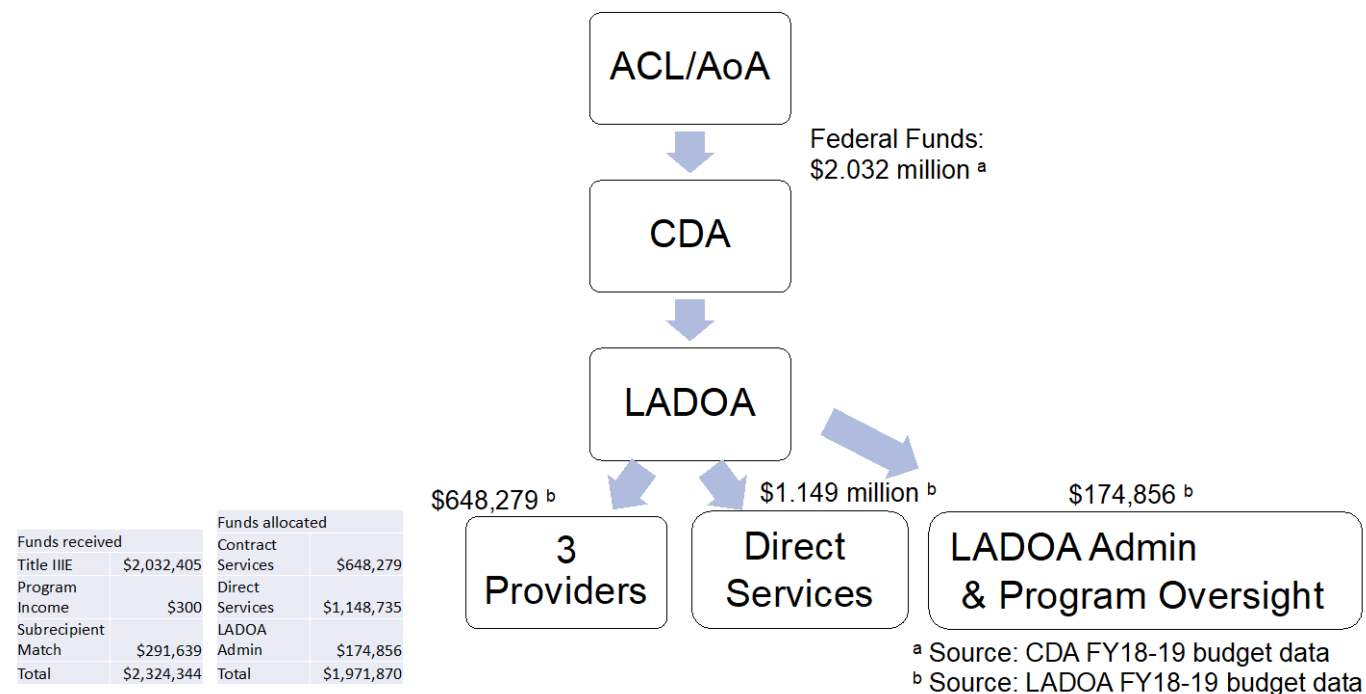 ACL/AoA
Federal Funds:
$2.032 million ᵃ
CDA
LADOA
$648,279 ᵇ
$1.149 million ᵇ
$174,856 ᵇ
3
Providers
Direct
Services
LADOA Admin
& Program Oversight
Funds received
Title IIIE $2,032,405
Program
Income $300
Subrecipient
Match $291,639
Total $2,324,344
Funds allocated
Contract
Services $648,279
Direct
Services $1,148,735
LADOA
Admin $174,856
Total $1,971,870
ᵃ Source: CDA FY18-19 budget data
ᵇ Source: LADOA FY18-19 budget data